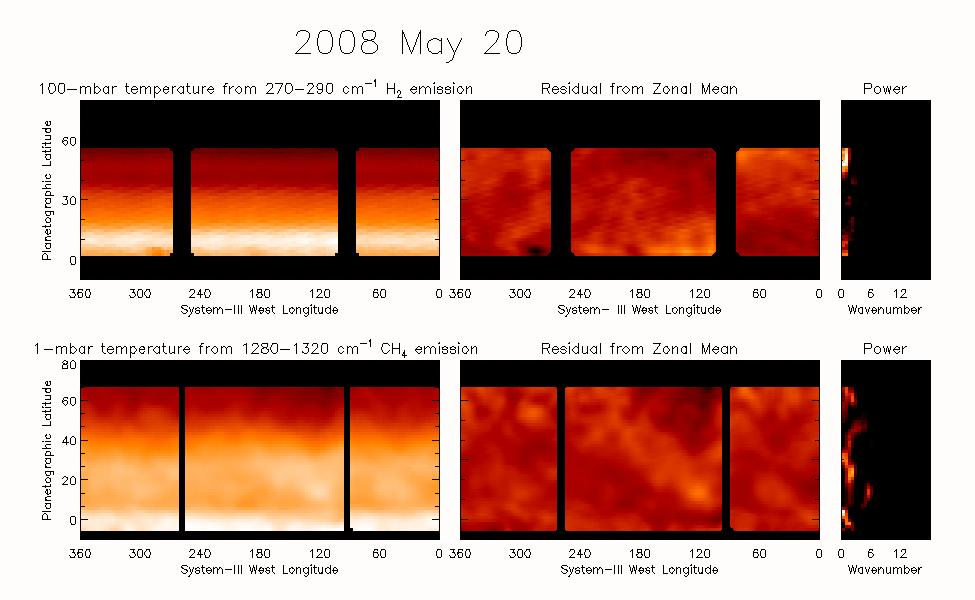 2008 May 20
100-mbar temperature from 270-290 cm⁻¹ H₂ emission
Residual from Zonal Mean
Power
Planetographic Latitude
60
30
0
360 300 240 180 120 60 0
360 300 240 180 120 60 0
0 6 12
System-III West Longitude
System- III West Longitude
Wavenumber
1-mbar temperature from 1280-1320 cm⁻¹ CH₄ emission
Residual from Zonal Mean
Power
Planetographic Latitude
80
60
40
20
0
360 300 240 180 120 60 0
360 300 240 180 120 60 0
0 6 12
System-III West Longitude
System-III West Longitude
Wavenumber